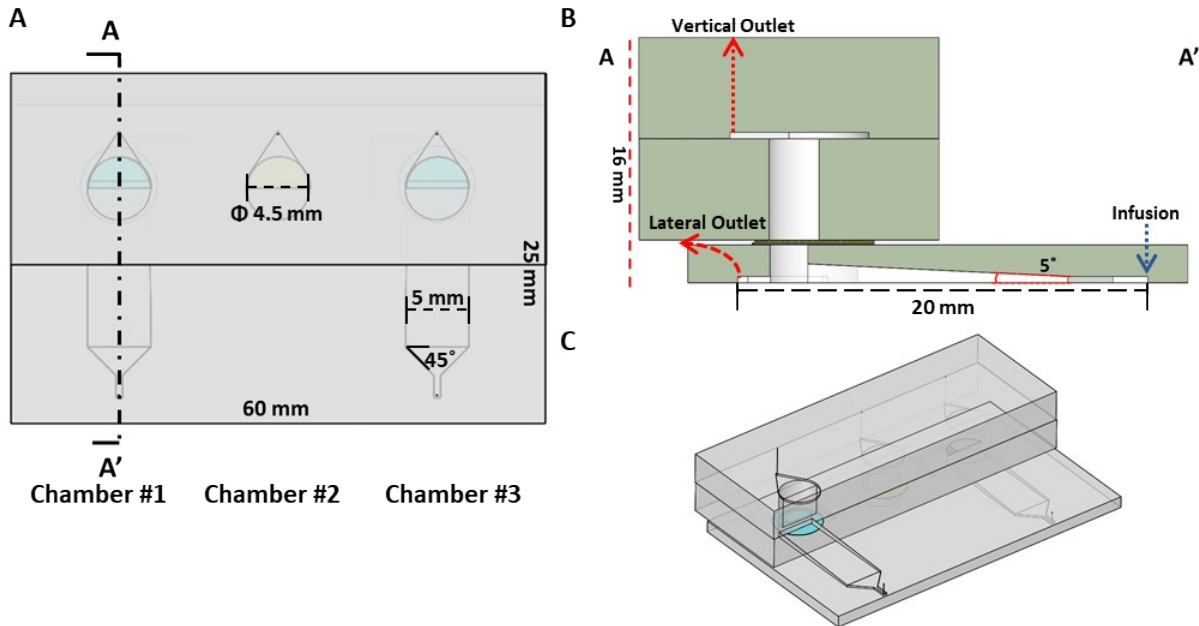 A
A
Φ 4.5 mm
25 mm
5 mm
45°
60 mm
A'
Chamber #1
Chamber #2
Chamber #3
B
Vertical Outlet
A
A'
16 mm
Lateral Outlet
Infusion
5°
20 mm
C